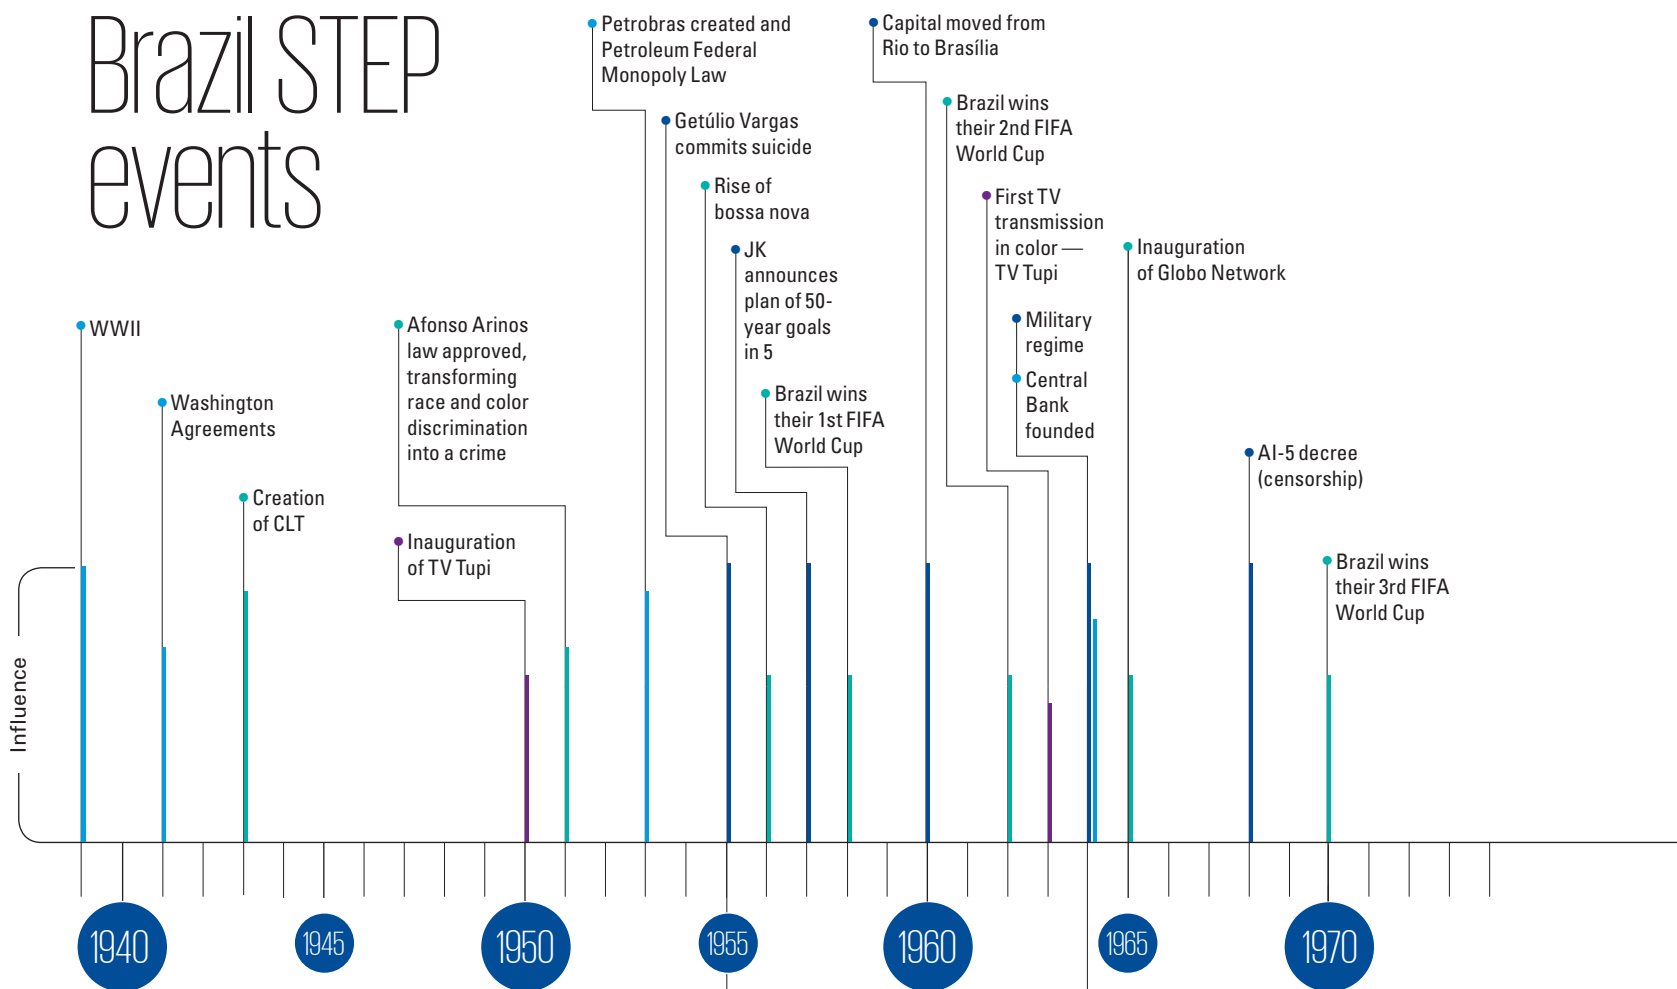 Brazil STEP
events
WWII
Washington
Agreements
Creation
of CLT
Afonso Arinos
law approved,
transforming
race and color
discrimination
into a crime
Inauguration
of TV Tupi
Petrobras created and
Petroleum Federal
Monopoly Law
Getúlio Vargas
commits suicide
Rise of
bossa nova
JK
announces
plan of 50-
year goals
in 5
Brazil wins
their 1st FIFA
World Cup
Capital moved from
Rio to Brasília
Brazil wins
their 2nd FIFA
World Cup
First TV
transmission
in color —
TV Tupi
Military
regime
Central
Bank
founded
Inauguration
of Globo Network
AI-5 decree
(censorship)
Brazil wins
their 3rd FIFA
World Cup
Influence
1940
1945
1950
1955
1960
1965
1970